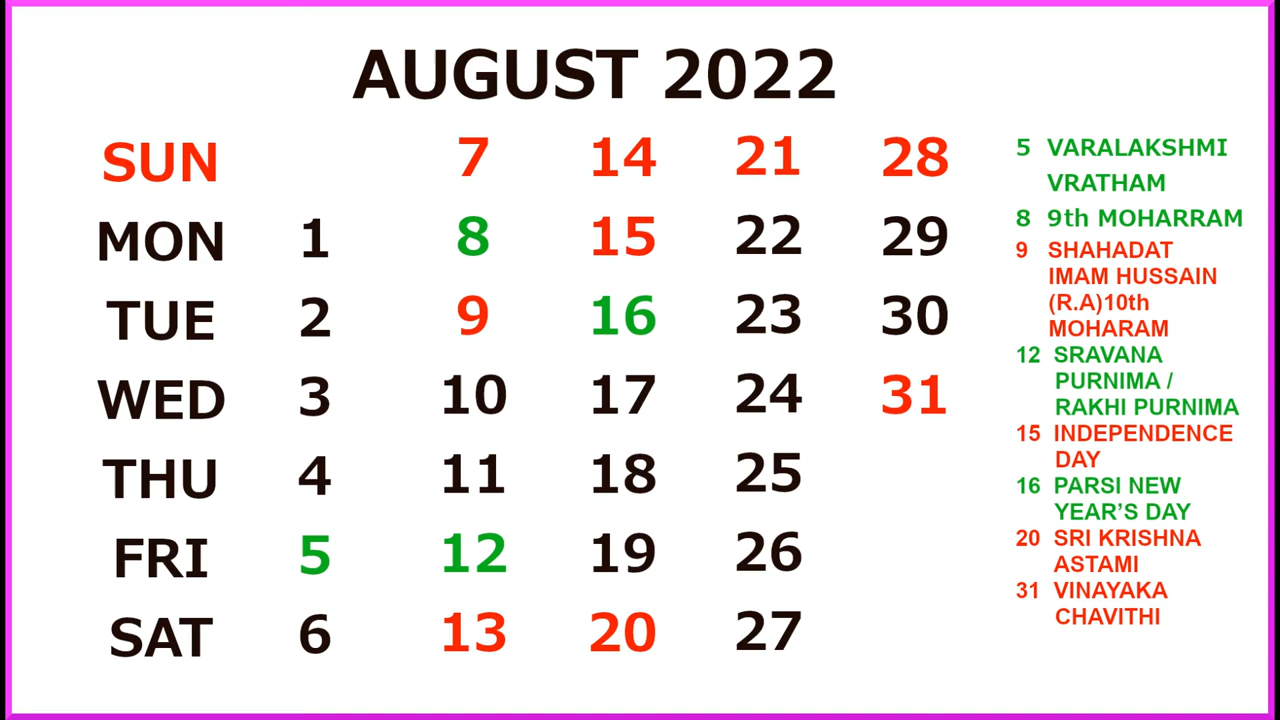 AUGUST 2022
SUN 7 14 21 28
MON 1 8 15 22 29
TUE 2 9 16 23 30
WED 3 10 17 24 31
THU 4 11 18 25
FRI 5 12 19 26
SAT 6 13 20 27
5 VARALAKSHMI
VRATHAM
8 9th MOHARRAM
9 SHAHADAT
IMAM HUSSAIN
(R.A)10th
MOHARAM
12 SRAVANA
PURNIMA /
RAKHI PURNIMA
15 INDEPENDENCE
DAY
16 PARSI NEW
YEAR’S DAY
20 SRI KRISHNA
ASTAMI
31 VINAYAKA
CHAVITHI